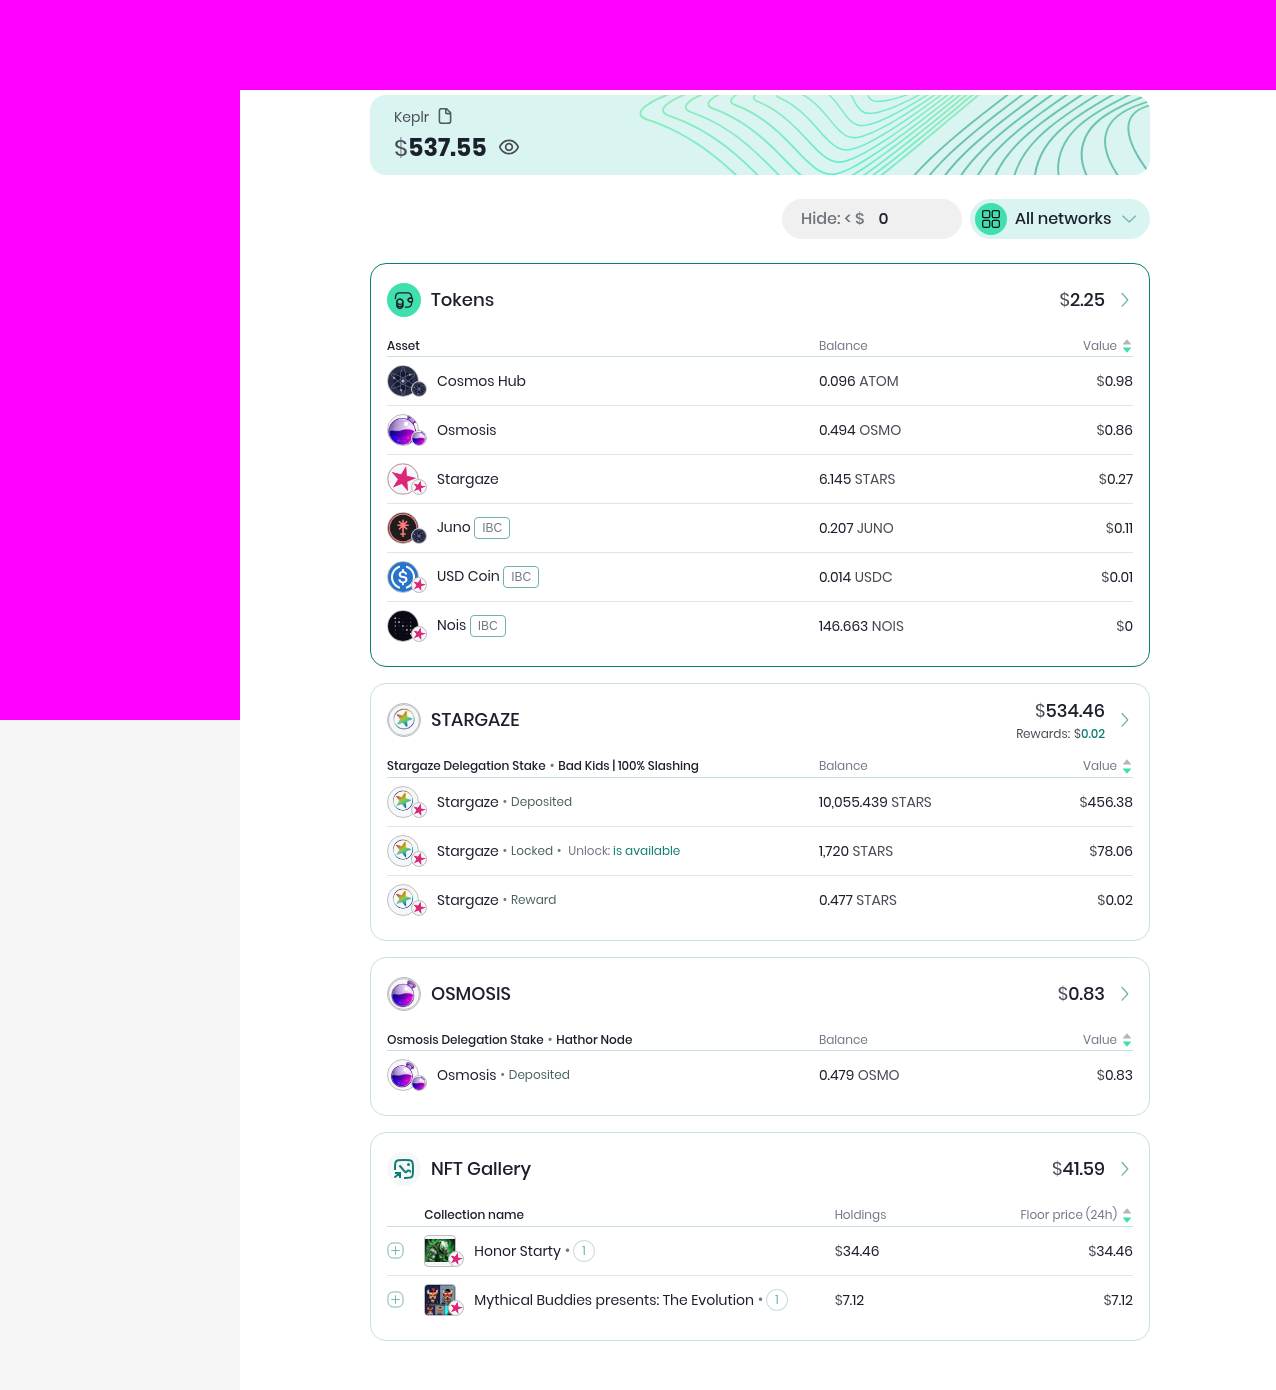 Keplr
$537.55
Hide: < $ 0 All networks
Tokens $2.25
Asset Balance Value
Cosmos Hub 0.096 ATOM $0.98
Osmosis 0.494 OSMO $0.86
Stargaze 6.145 STARS $0.27
Juno IBC 0.207 JUNO $0.11
USD Coin IBC 0.014 USDC $0.01
Nois IBC 146.663 NOIS $0
STARGAZE $534.46
Rewards: $0.02
Stargaze Delegation Stake • Bad Kids | 100% Slashing Balance Value
Stargaze • Deposited 10,055.439 STARS $456.38
Stargaze • Locked • Unlock: is available 1,720 STARS $78.06
Stargaze • Reward 0.477 STARS $0.02
OSMOSIS $0.83
Osmosis Delegation Stake • Hathor Node Balance Value
Osmosis • Deposited 0.479 OSMO $0.83
NFT Gallery $41.59
Collection name Holdings Floor price (24h)
Honor Starty • 1 $34.46 $34.46
Mythical Buddies presents: The Evolution • 1 $7.12 $7.12